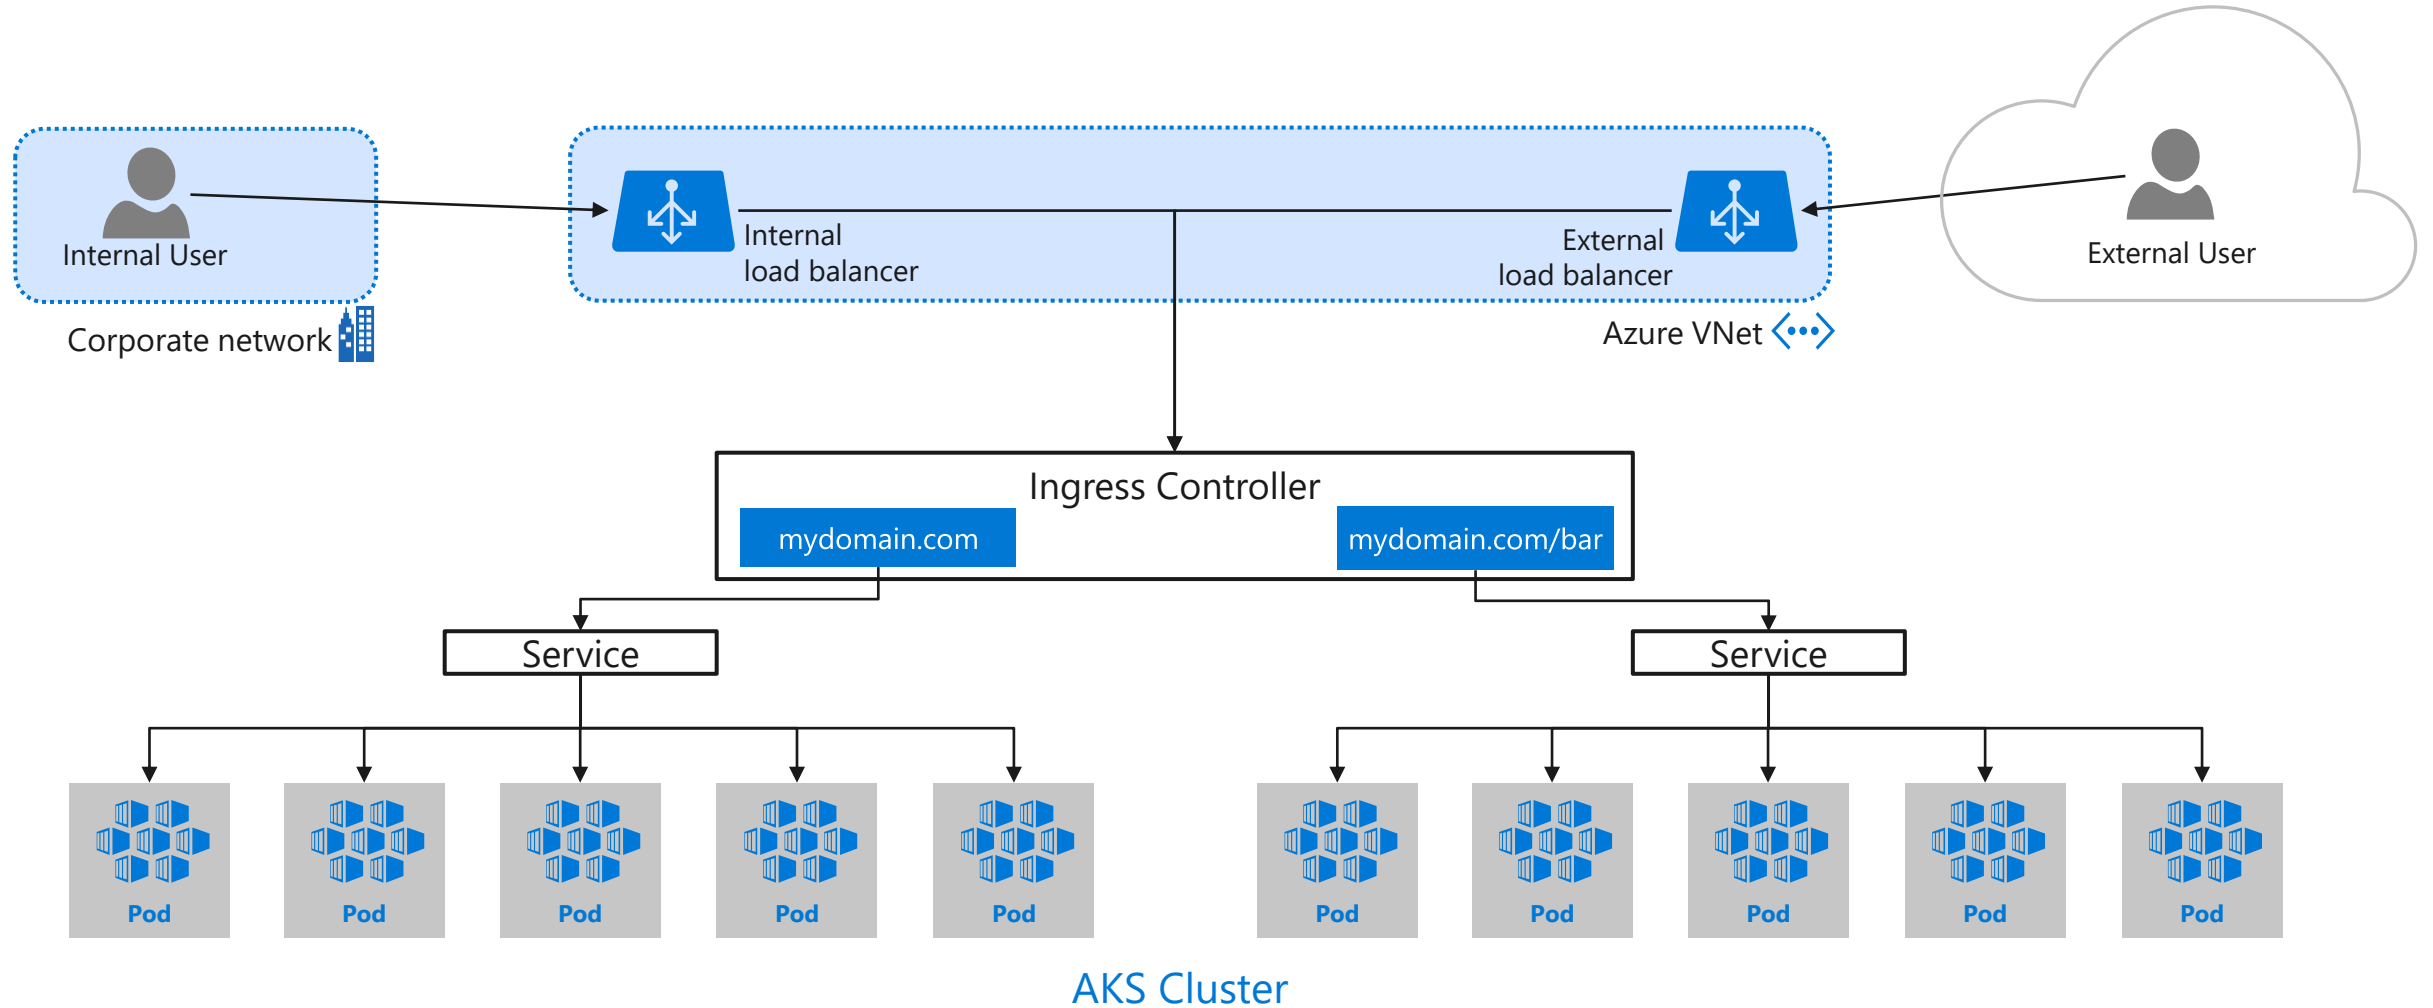 Internal User
Corporate network
Internal
load balancer
External
load balancer
Azure VNet
External User
Ingress Controller
mydomain.com
mydomain.com/bar
Service
Service
Pod
Pod
Pod
Pod
Pod
Pod
Pod
Pod
Pod
Pod
AKS Cluster